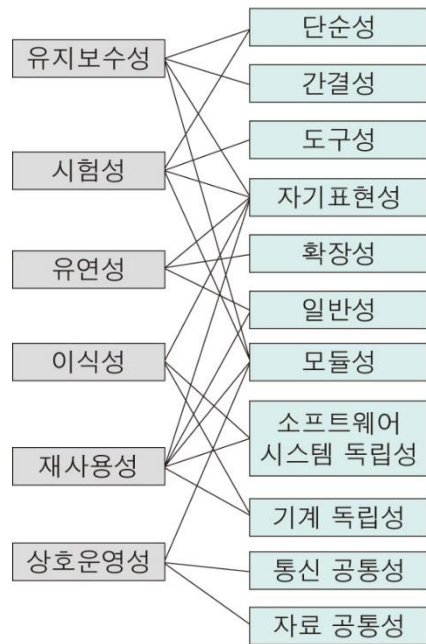 유지보수성
시험성
유연성
이식성
재사용성
상호운영성
단순성
간결성
도구성
자기표현성
확장성
일반성
모듈성
소프트웨어
시스템 독립성
기계 독립성
통신 공통성
자료 공통성